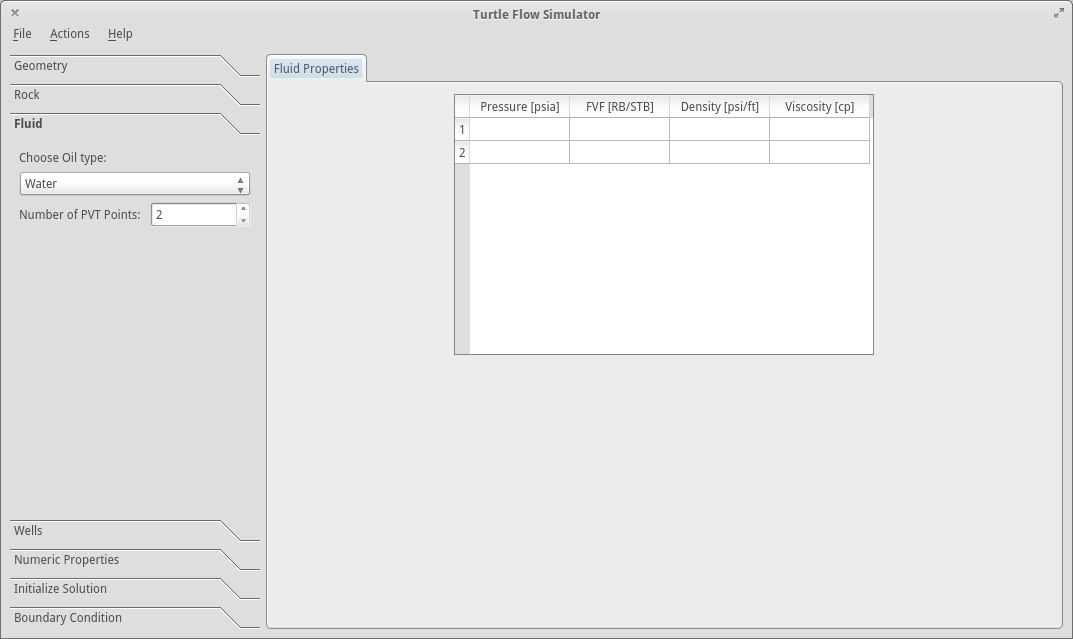 Turtle Flow Simulator
File Actions Help
Geometry
Rock
Fluid
Choose Oil type:
Water
Number of PVT Points: 2
Wells
Numeric Properties
Initialize Solution
Boundary Condition
Fluid Properties
Pressure [psia] FVF [RB/STB] Density [psi/ft] Viscosity [cp]
1
2